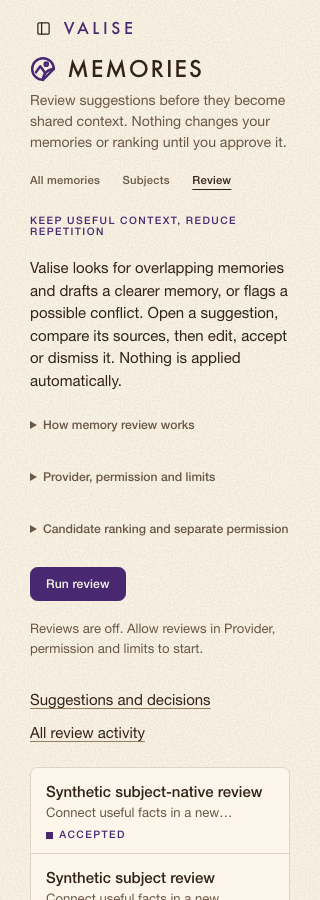 VALISE
MEMORIES
Review suggestions before they become
shared context. Nothing changes your
memories or ranking until you approve it.
All memories Subjects Review
KEEP USEFUL CONTEXT, REDUCE
REPETITION
Valise looks for overlapping memories
and drafts a clearer memory, or flags a
possible conflict. Open a suggestion,
compare its sources, then edit, accept
or dismiss it. Nothing is applied
automatically.
How memory review works
Provider, permission and limits
Candidate ranking and separate permission
Run review
Reviews are off. Allow reviews in Provider,
permission and limits to start.
Suggestions and decisions
All review activity
Synthetic subject-native review
Connect useful facts in a new…
ACCEPTED
Synthetic subject review
Connect useful facts in a new